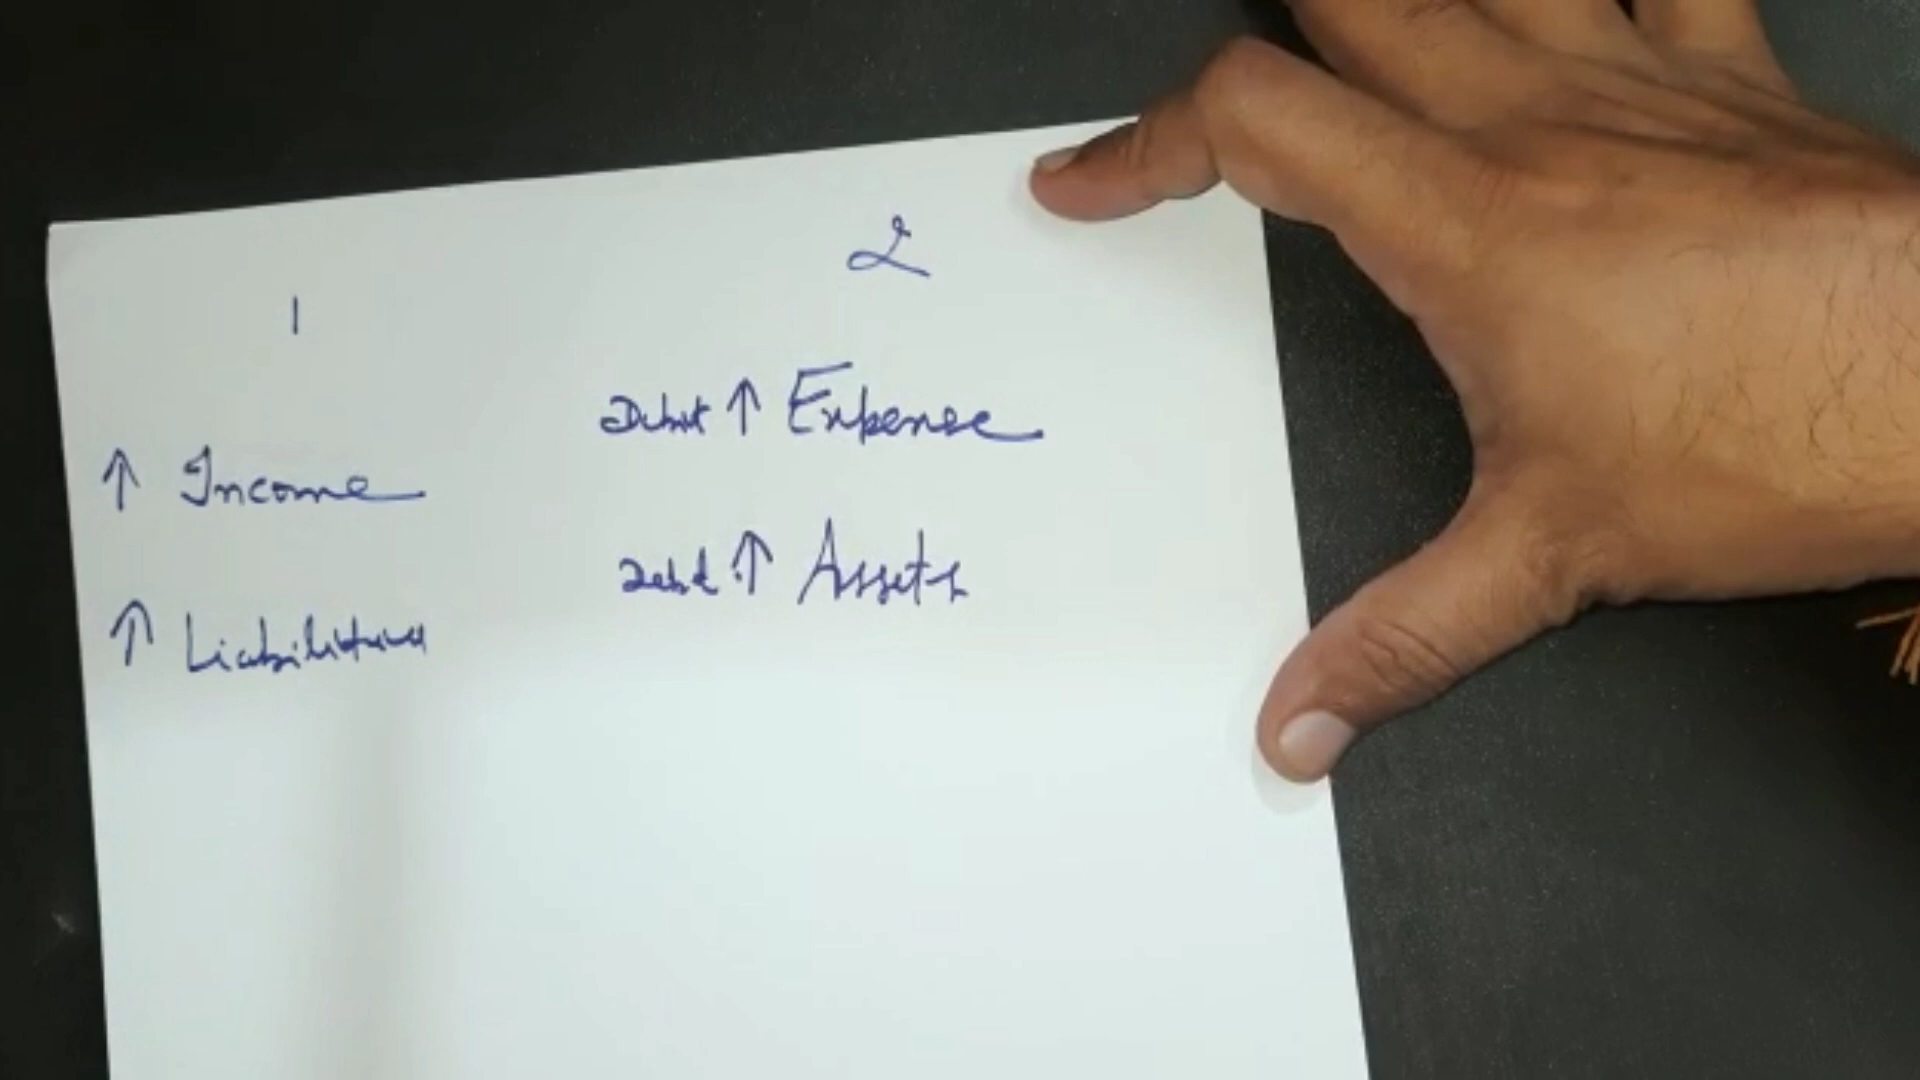 1
2
↑ Income
↑ Liabilities
Debit ↑ Expense
Debit ↑ Assets